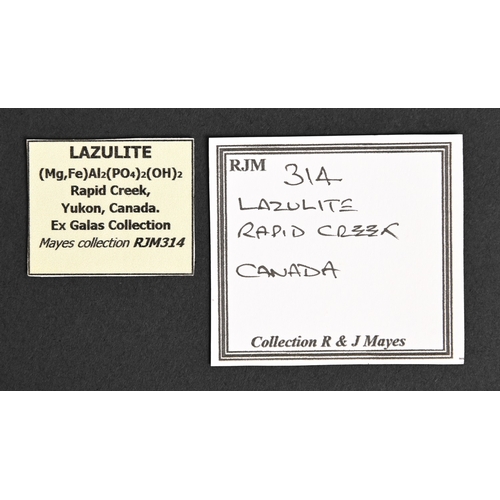 LAZULITE
(Mg,Fe)Al₂(PO₄)₂(OH)₂
Rapid Creek,
Yukon, Canada.
Ex Galas Collection
Mayes collection RJM314
RJM 314
LAZULITE
RAPID CREEK
CANADA
Collection R & J Mayes